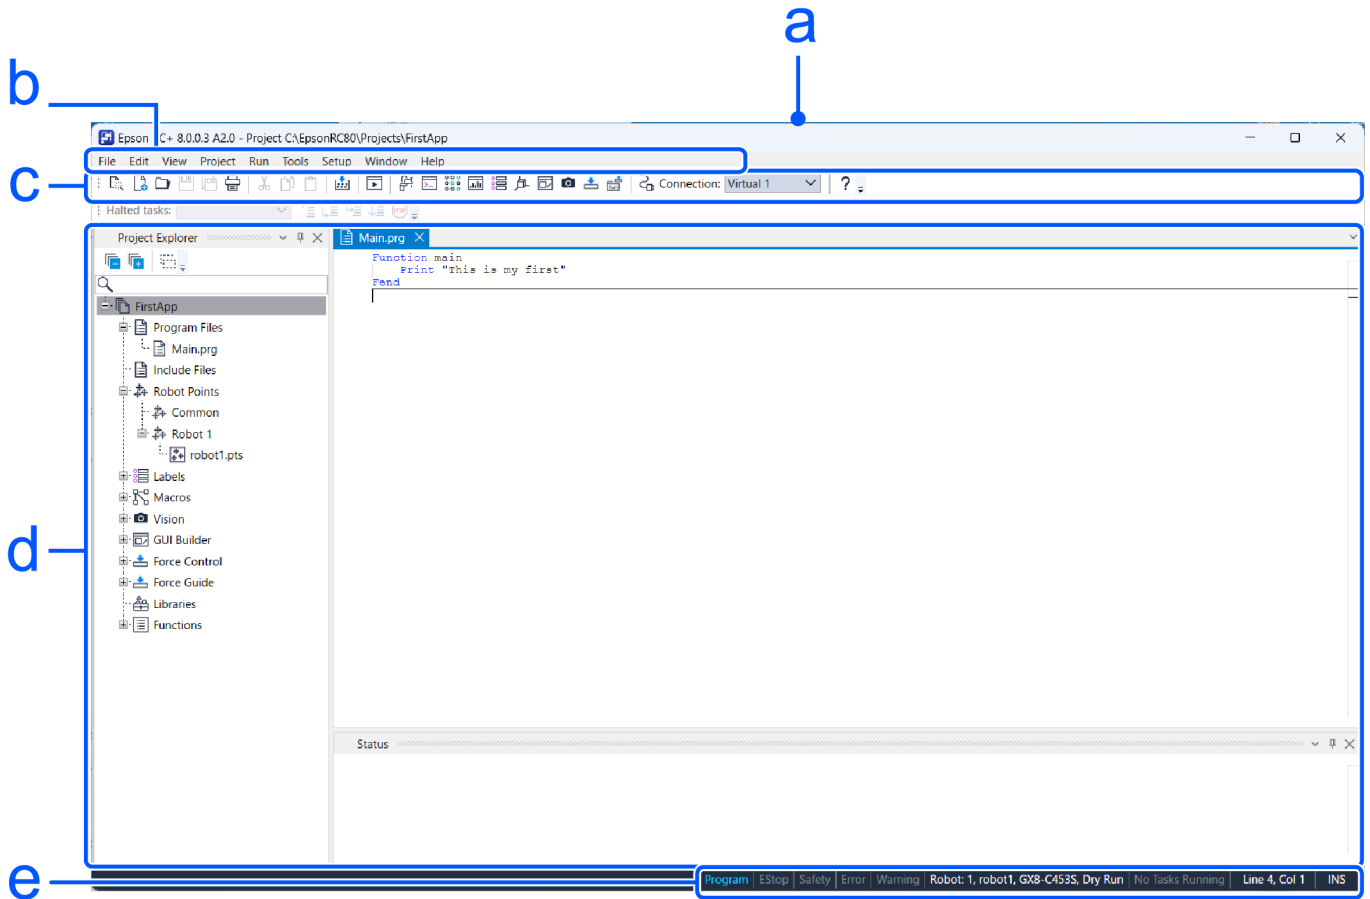 a
b
Epson C+ 8.0.0.3 A2.0 - Project C:\EpsonRC80\Projects\FirstApp
File Edit View Project Run Tools Setup Window Help
c
Connection: Virtual 1 ?
Halted tasks:
Project Explorer
Main.prg
Function main
Print "This is my first"
Fend
FirstApp
Program Files
Main.prg
Include Files
Robot Points
Common
Robot 1
robot1.pts
Labels
Macros
Vision
GUI Builder
d
Force Control
Force Guide
Libraries
Functions
Status
e
Program EStop Safety Error Warning Robot: 1, robot1, GX8-C453S, Dry Run No Tasks Running Line 4, Col 1 INS